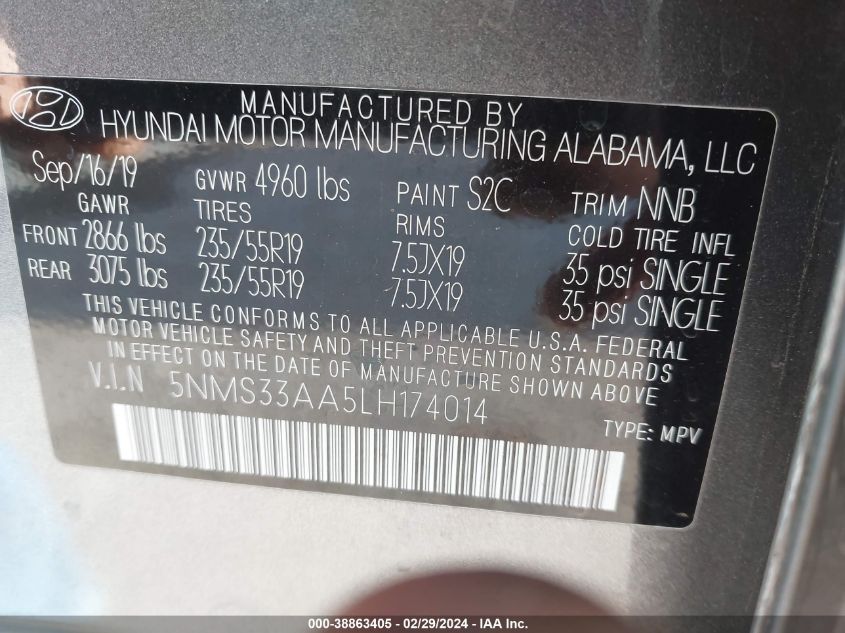 MANUFACTURED BY
HYUNDAI MOTOR MANUFACTURING ALABAMA, LLC
Sep/16/19 GVWR 4960 lbs PAINT S2C TRIM NNB
GAWR TIRES RIMS COLD TIRE INFL
FRONT 2866 lbs 235/55R19 7.5JX19 35 psi SINGLE
REAR 3075 lbs 235/55R19 7.5JX19 35 psi SINGLE
THIS VEHICLE CONFORMS TO ALL APPLICABLE U.S.A. FEDERAL
MOTOR VEHICLE SAFETY AND THEFT PREVENTION STANDARDS
IN EFFECT ON THE DATE OF MANUFACTURE SHOWN ABOVE
V.I.N 5NMS33AA5LH174014
TYPE: MPV
000-38863405 - 02/29/2024 - IAA Inc.